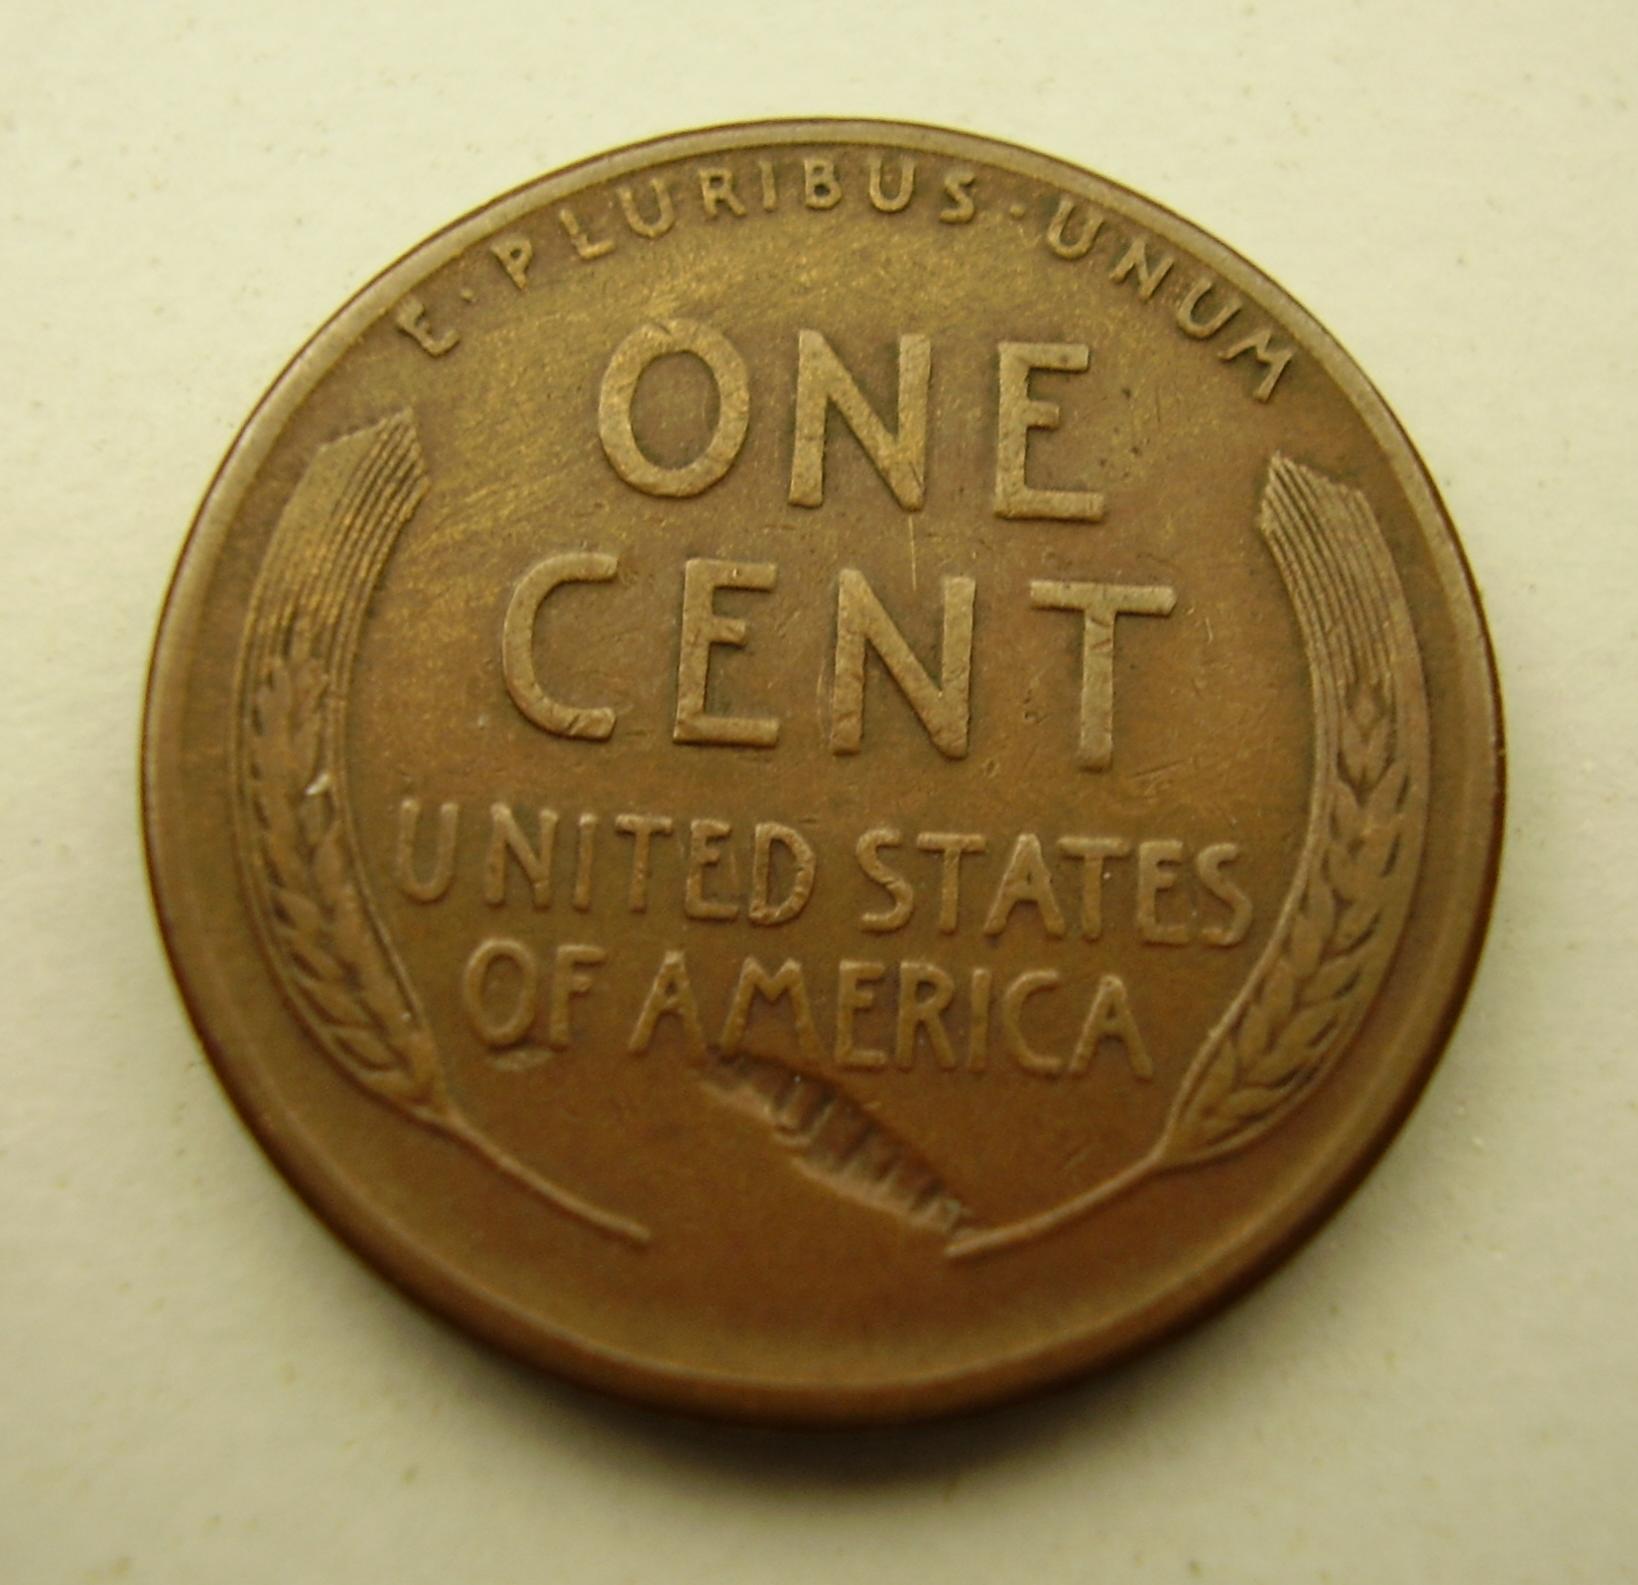 E·PLURIBUS·UNUM
ONE
CENT
UNITED STATES
OF AMERICA